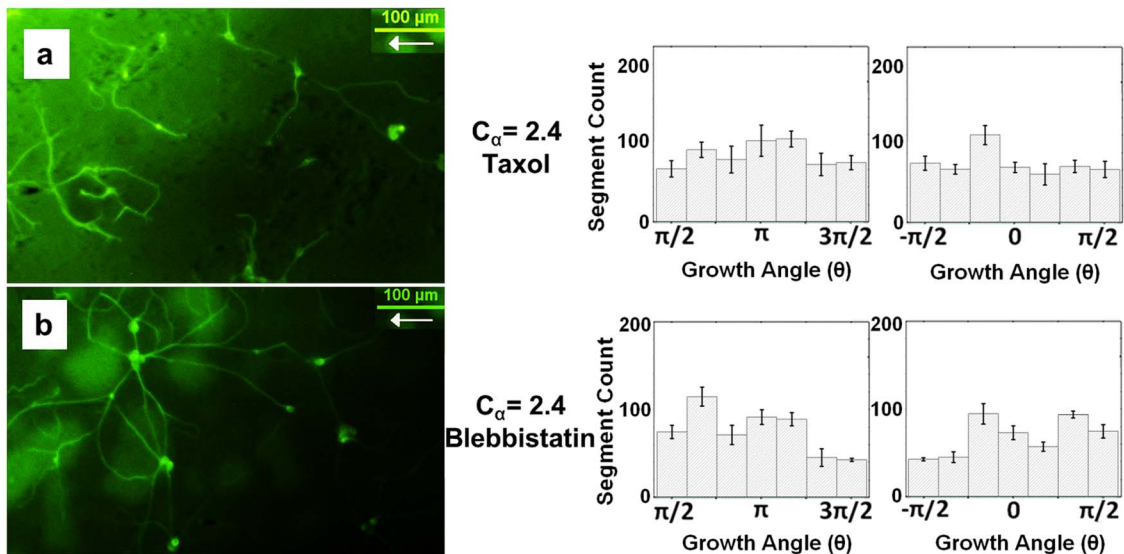 a
100 µm
Cα= 2.4
Taxol
Segment Count
200
100
0
π/2
π
3π/2
Growth Angle (θ)
200
100
0
-π/2
0
π/2
Growth Angle (θ)
b
100 µm
Cα= 2.4
Blebbistatin
Segment Count
200
100
0
π/2
π
3π/2
Growth Angle (θ)
200
100
0
-π/2
0
π/2
Growth Angle (θ)